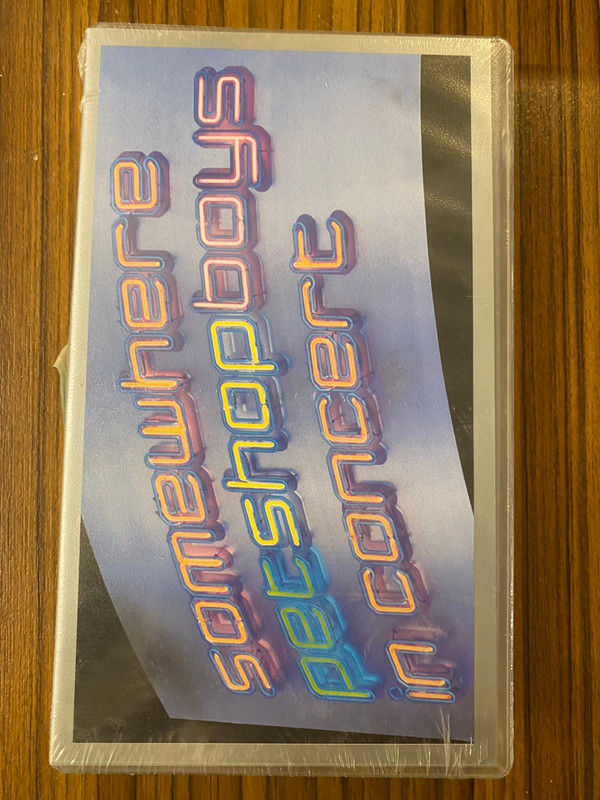 somewhere
petshopboys
in concert